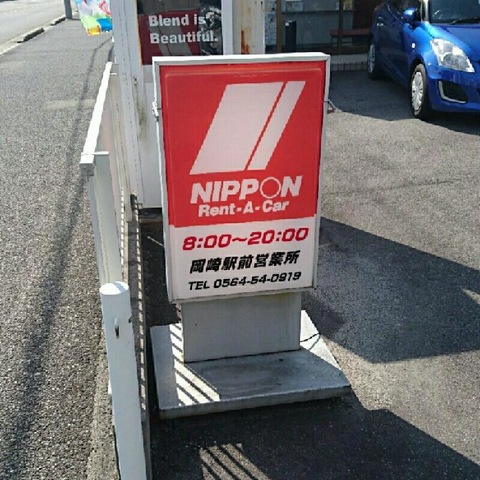 Blend is
Beautiful.
NIPPON
Rent-A-Car
8:00～20:00
岡崎駅前営業所
TEL 0564-54-0919